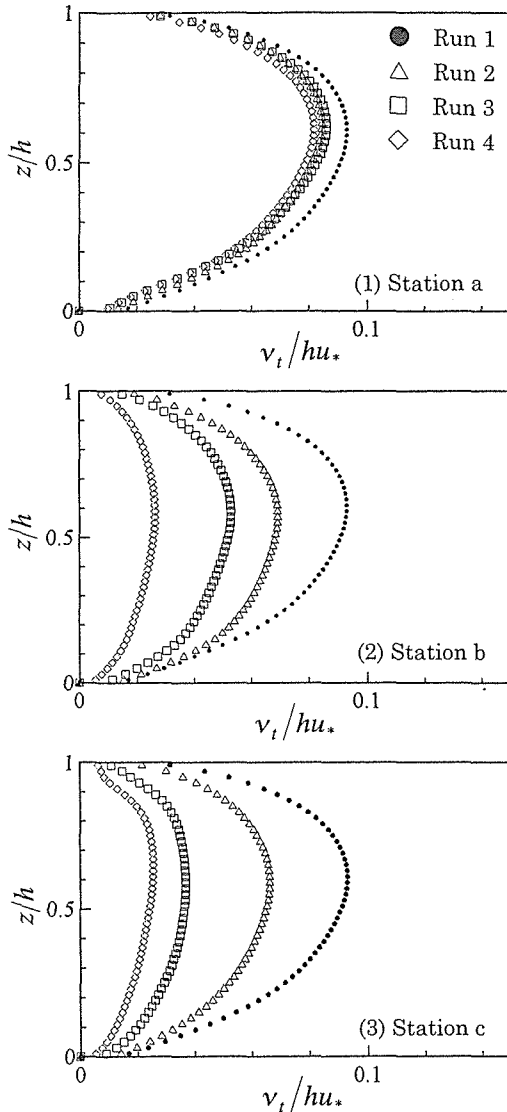 1
z/h
0.5
0
Run 1
Run 2
Run 3
Run 4
(1) Station a
0
0.1
ν_t/hu_*
1
z/h
0.5
0
(2) Station b
0
0.1
ν_t/hu_*
1
z/h
0.5
0
(3) Station c
0
0.1
ν_t/hu_*